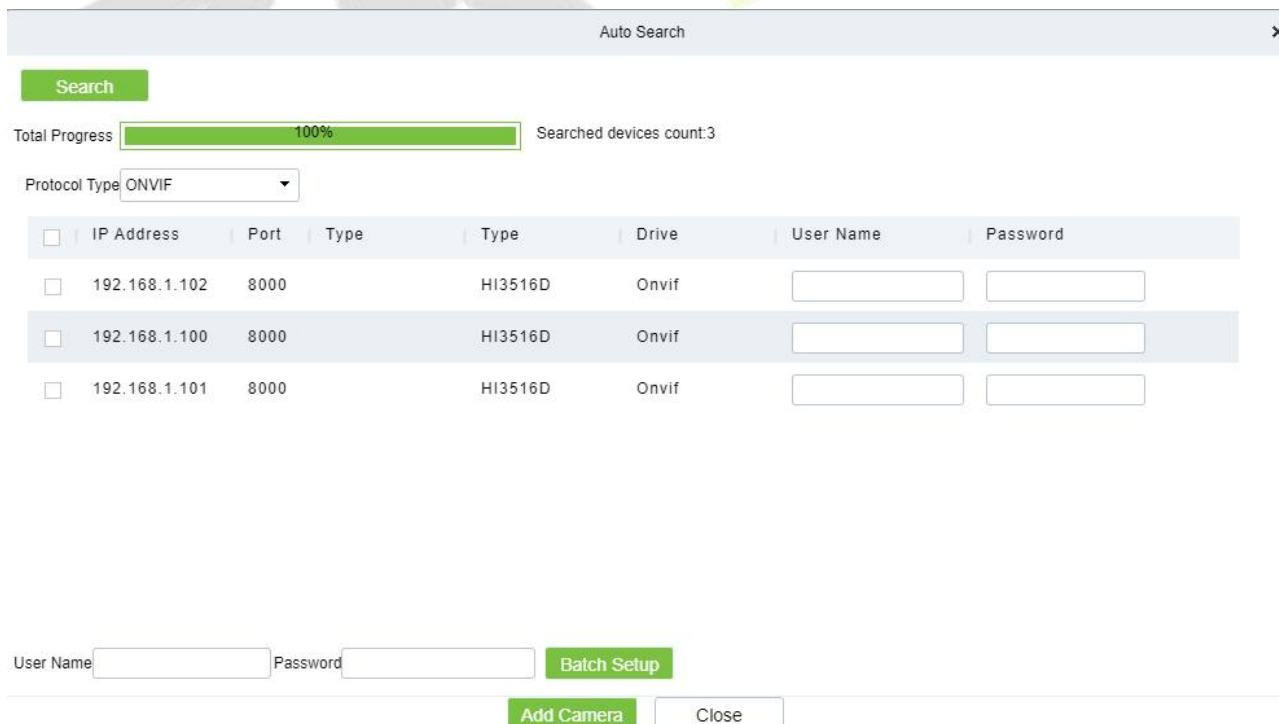 Auto Search
Search
Total Progress 100% Searched devices count:3
Protocol Type ONVIF
IP Address Port Type Type Drive User Name Password
192.168.1.102 8000 HI3516D Onvif
192.168.1.100 8000 HI3516D Onvif
192.168.1.101 8000 HI3516D Onvif
User Name Password Batch Setup
Add Camera Close